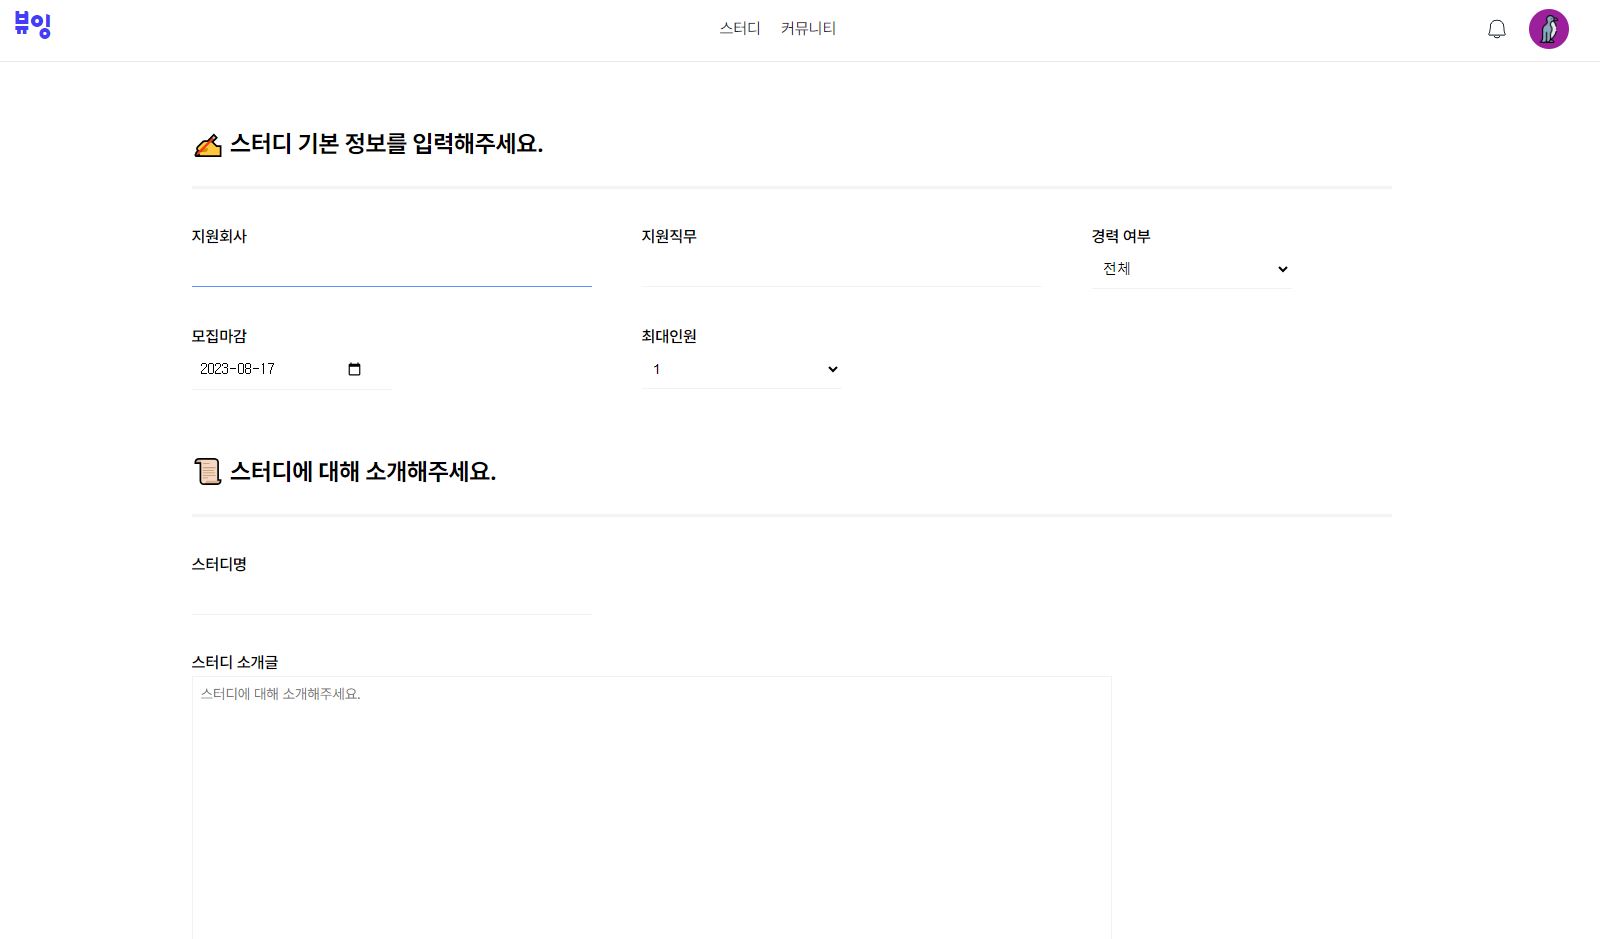 뷰잉
스터디 커뮤니티
스터디 기본 정보를 입력해주세요.
지원회사 지원직무 경력 여부
전체
모집마감 최대인원
2023-08-17 1
스터디에 대해 소개해주세요.
스터디명
스터디 소개글
스터디에 대해 소개해주세요.